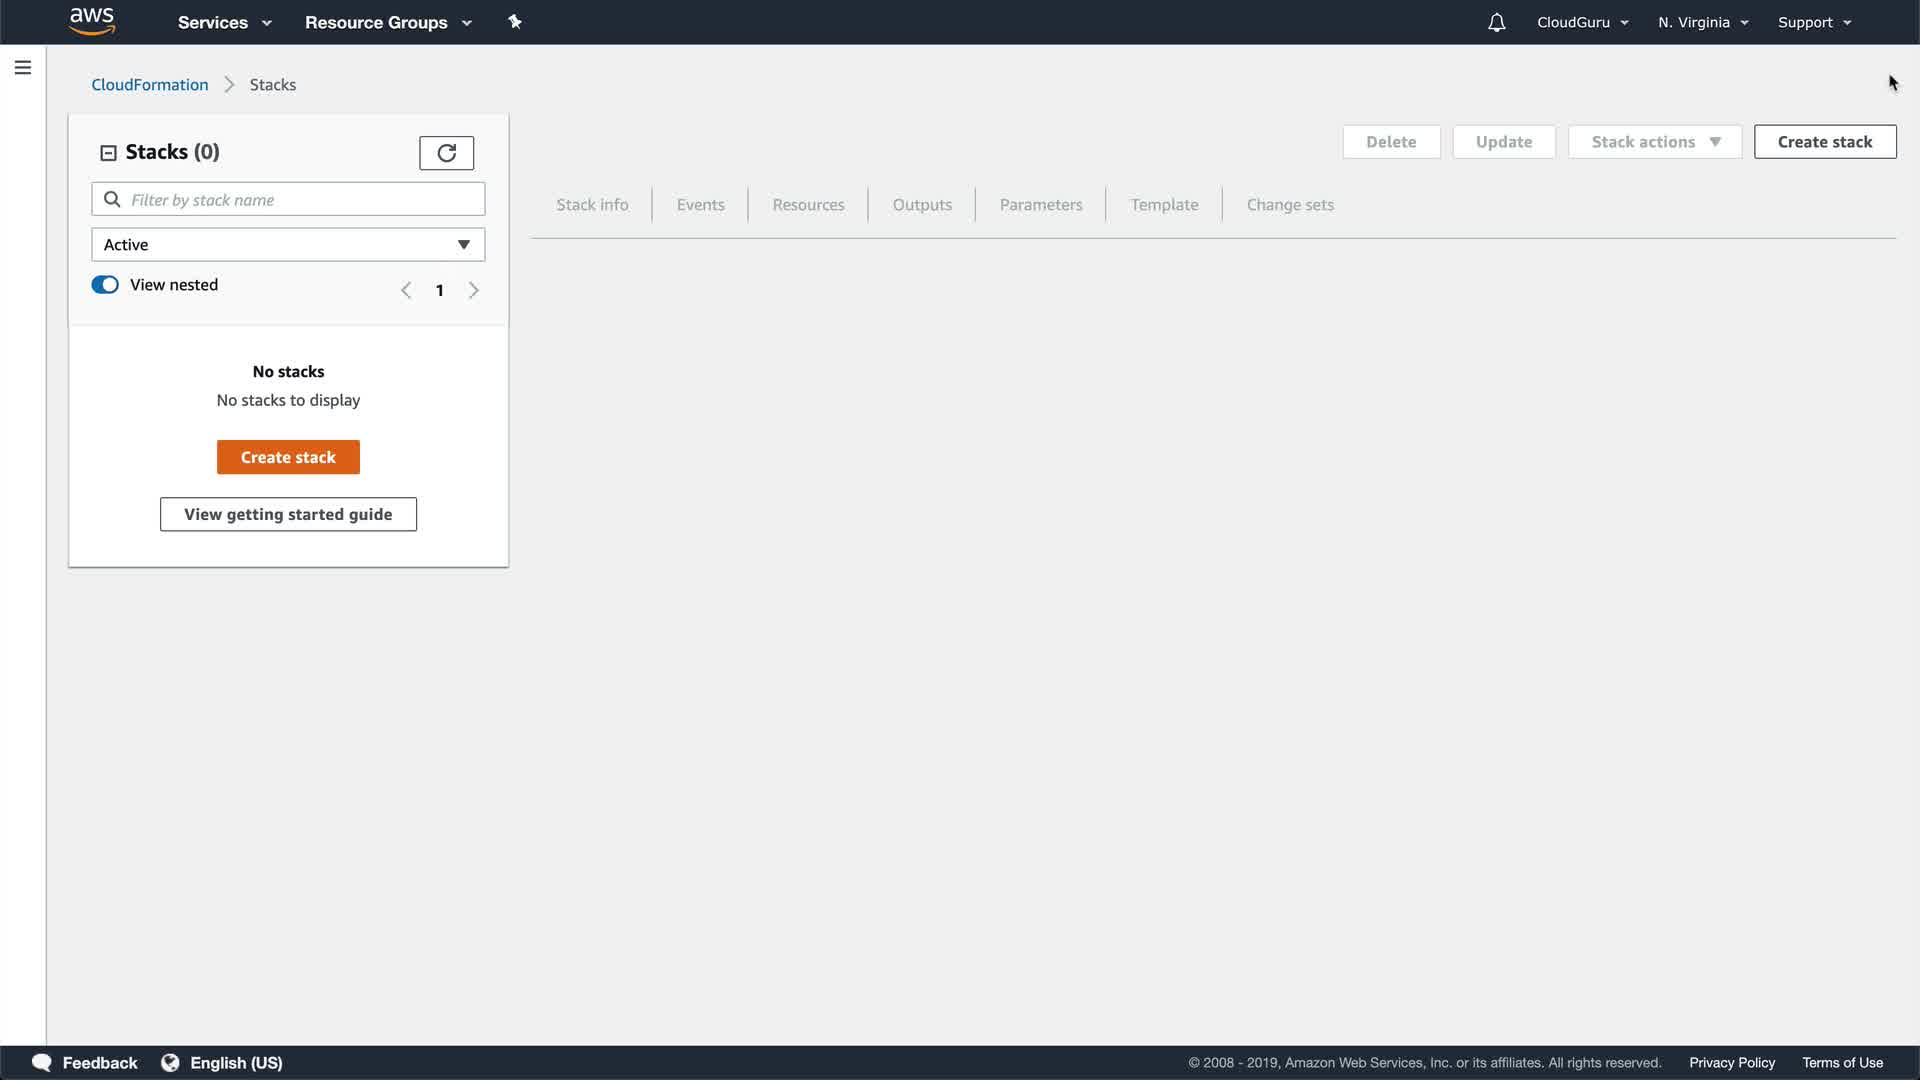 aws Services Resource Groups CloudGuru N. Virginia Support
CloudFormation Stacks
Stacks (0)
Delete Update Stack actions Create stack
Filter by stack name
Stack info Events Resources Outputs Parameters Template Change sets
Active
View nested
1
No stacks
No stacks to display
Create stack
View getting started guide
Feedback English (US) © 2008 - 2019, Amazon Web Services, Inc. or its affiliates. All rights reserved. Privacy Policy Terms of Use